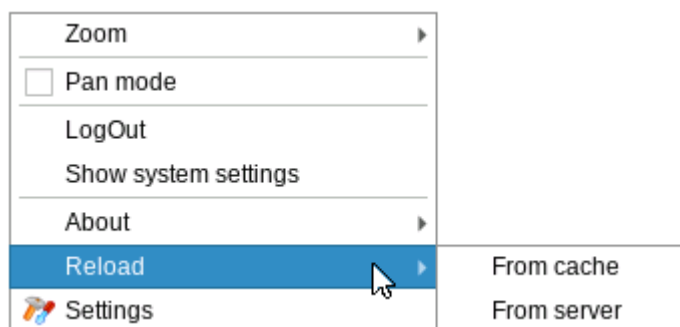 Zoom
Pan mode
LogOut
Show system settings
About
Reload
From cache
Settings
From server